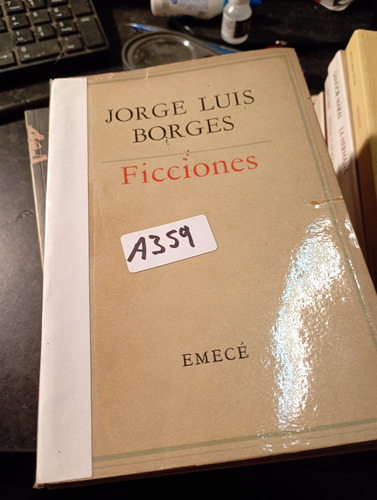 JORGE LUIS
BORGES
Ficciones
A359
EMECÉ